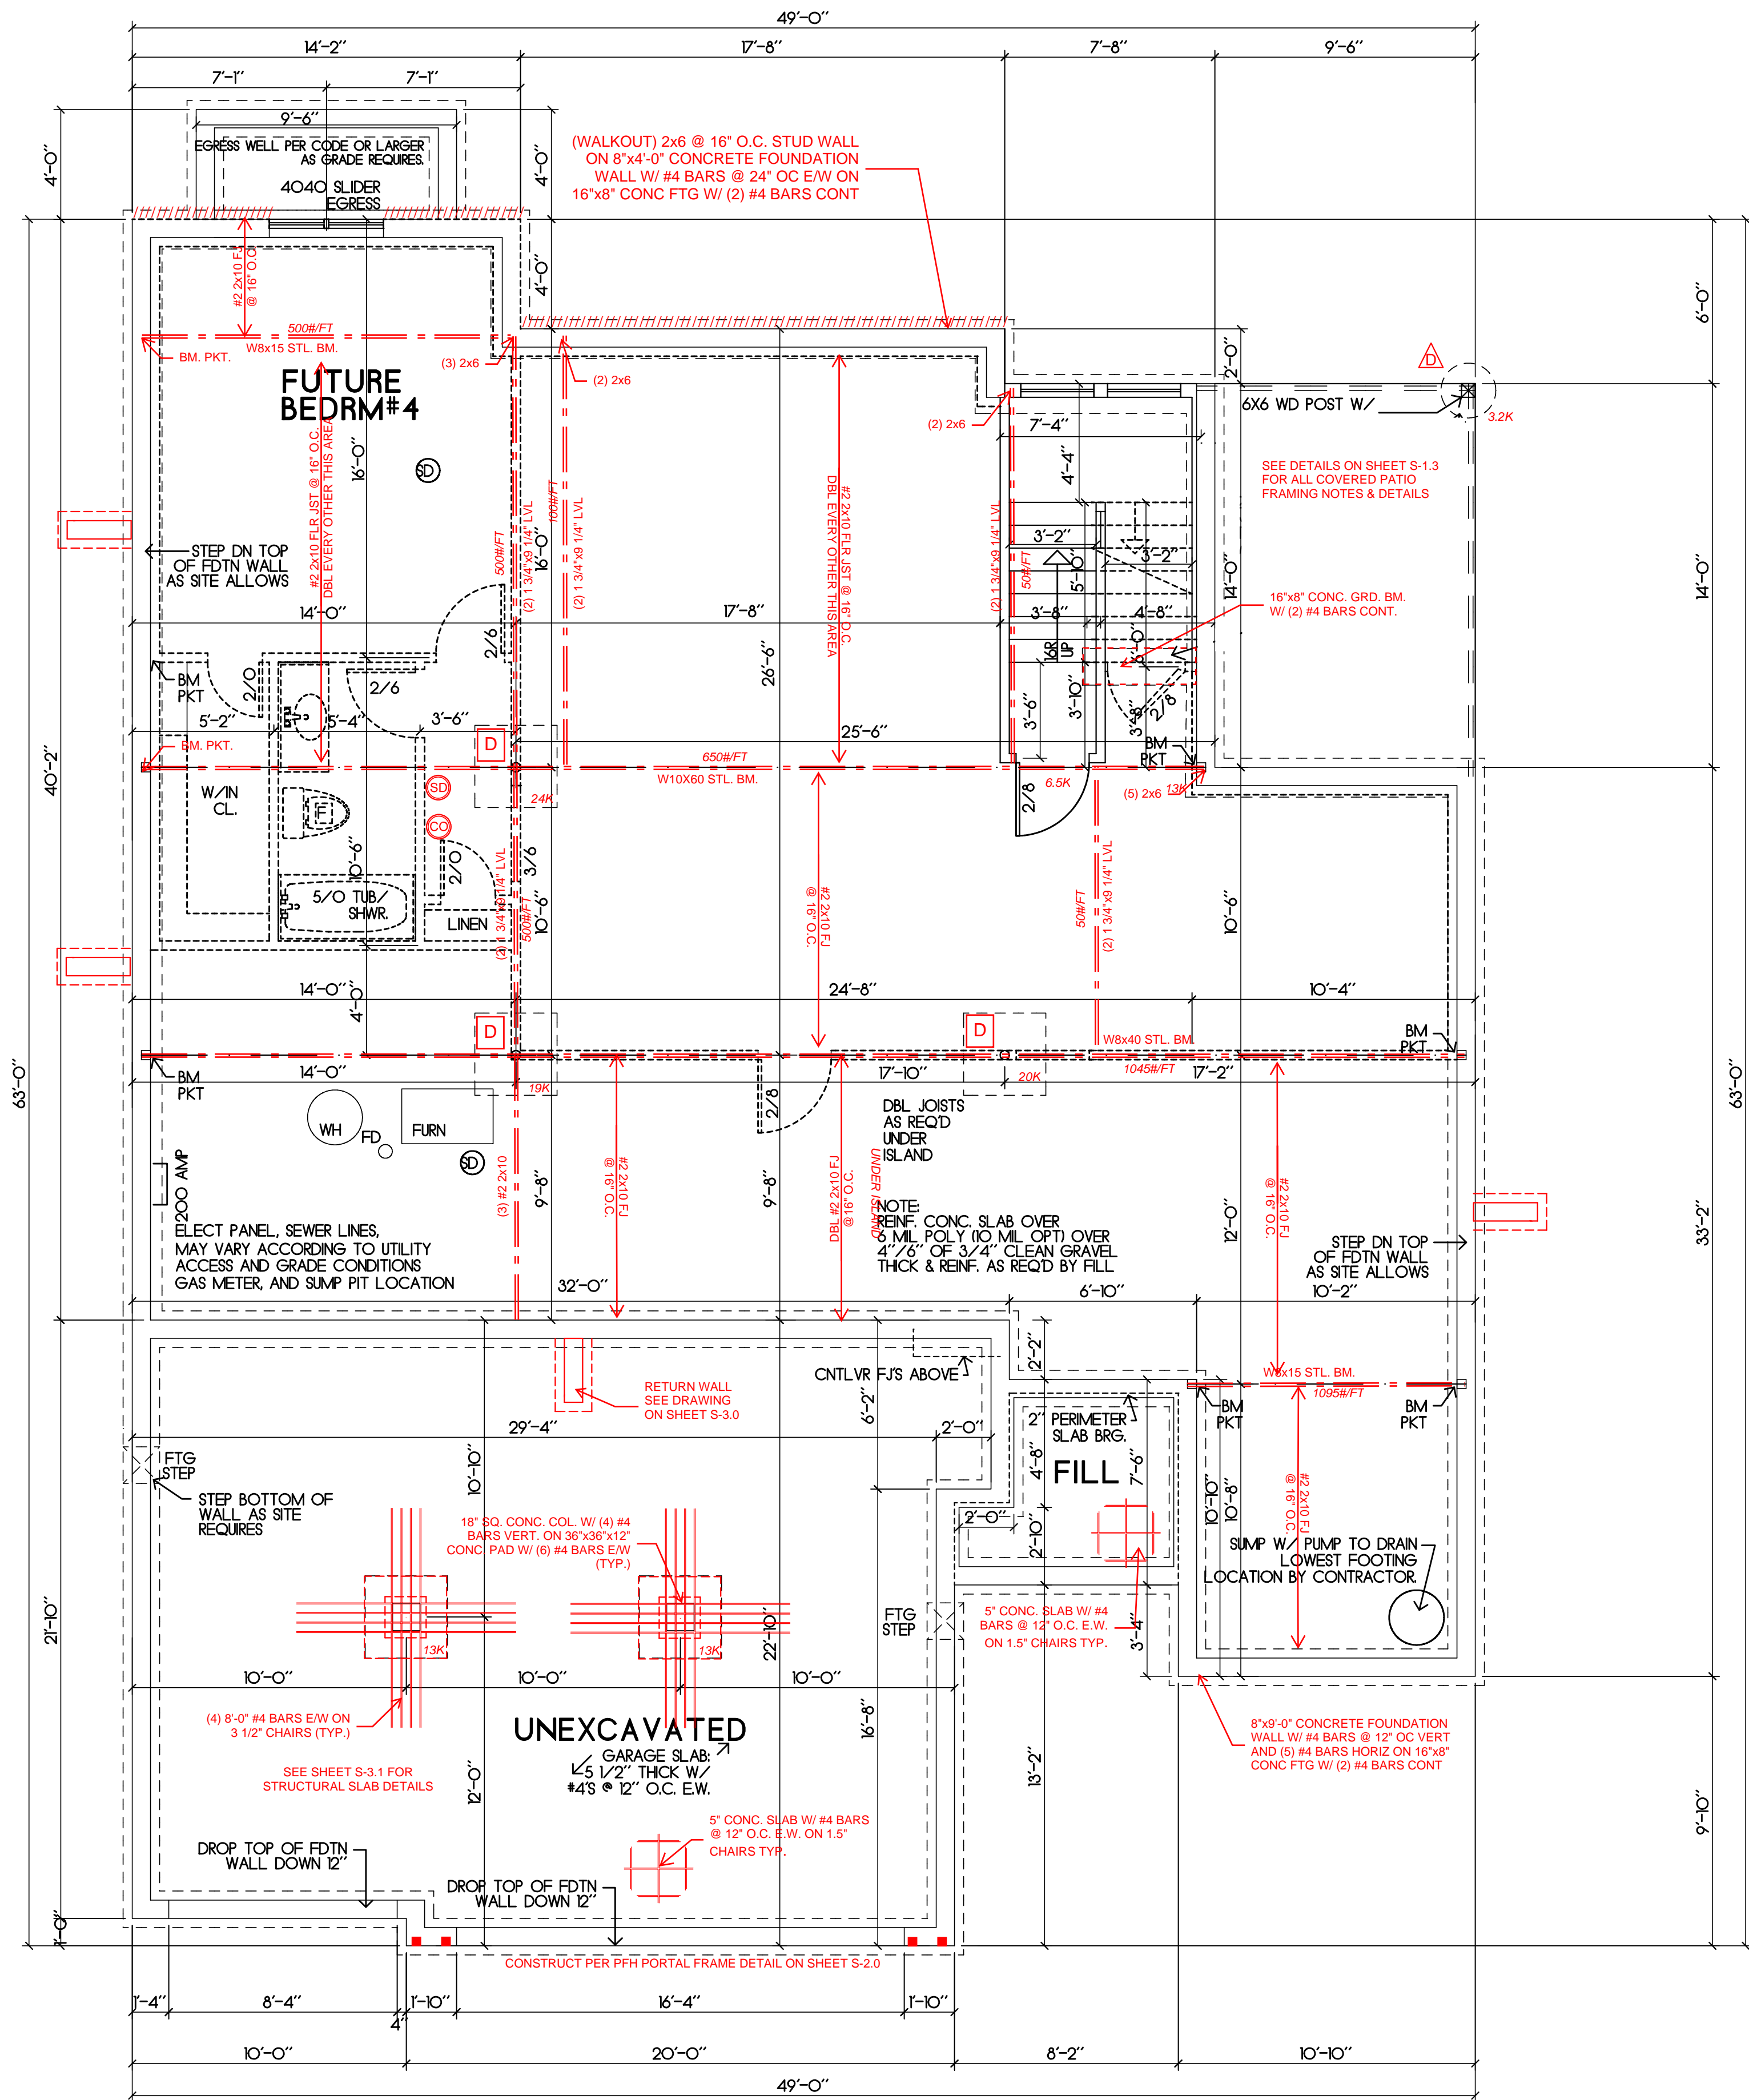 49'-0"
14'-2"
17'-8"
7'-8"
9'-6"
7'-1"
7'-1"
9'-6"
4'-0"
4'-0"
EGRESS WELL PER CODE OR LARGER
AS GRADE REQUIRES.
4040 SLIDER
EGRESS
(WALKOUT) 2x6 @ 16" O.C. STUD WALL
ON 8"x4'-0" CONCRETE FOUNDATION
WALL W/ #4 BARS @ 24" OC E/W ON
16"x8" CONC FTG W/ (2) #4 BARS CONT
#2 2x10 FJ
@ 16" O.C.
4'-0"
6'-0"
2'-0"
500#/FT
W8x15 STL. BM.
BM. PKT.
(3) 2x6
(2) 2x6
FUTURE
BEDRM#4
#2 2x10 FLR JST @ 16" O.C.
DBL EVERY OTHER THIS AREA
16'-0"
SD
500#/FT
(2) 1 3/4"x9 1/4" LVL
16'-0"
100#/FT
(2) 1 3/4"x9 1/4" LVL
#2 2x10 FLR JST @ 16" O.C.
DBL EVERY OTHER THIS AREA
(2) 2x6
D
6X6 WD POST W/
3.2K
SEE DETAILS ON SHEET S-1.3
FOR ALL COVERED PATIO
FRAMING NOTES & DETAILS
7'-4"
4'-4"
3'-2"
3'-2"
5'-10"
(2) 1 3/4"x9 1/4" LVL
50#/FT
14'-0"
14'-0"
16"x8" CONC. GRD. BM.
W/ (2) #4 BARS CONT.
3'-8"
4'-8"
16R
UP
3'-6"
3'-10"
3'-8"
2/8
STEP DN TOP
OF FDTN WALL
AS SITE ALLOWS
14'-0"
17'-8"
2/6
26'-6"
BM
PKT
2/0
2/6
5'-2"
5'-4"
3'-6"
25'-6"
BM. PKT.
D
650#/FT
W10X60 STL. BM.
24K
BM
PKT
6.5K
13K
(5) 2x6
2/8
40'-2"
63'-0"
W/IN
CL.
F
SD
CO
10'-6"
2/0
3/6
5/0 TUB/
SHWR.
LINEN
(2) 1 3/4"x9 1/4" LVL
500#/FT
10'-6"
#2 2x10 FJ
@ 16" O.C.
50#/FT
(2) 1 3/4"x9 1/4" LVL
10'-6"
14'-0"
4'-0"
24'-8"
10'-4"
D
D
BM
PKT
W8x40 STL. BM.
1045#/FT
BM
PKT
14'-0"
19K
17'-10"
20K
17'-2"
WH
FD
FURN
SD
2/8
DBL JOISTS
AS REQ'D
UNDER
ISLAND
200 AMP
(3) #2 2x10
9'-8"
#2 2x10 FJ
@ 16" O.C.
9'-8"
DBL #2 2x10 FJ
@16" O.C.
UNDER ISLAND
#2 2x10 FJ
@ 16" O.C.
12'-0"
33'-2"
63'-0"
ELECT PANEL, SEWER LINES,
MAY VARY ACCORDING TO UTILITY
ACCESS AND GRADE CONDITIONS
GAS METER, AND SUMP PIT LOCATION
NOTE:
REINF. CONC. SLAB OVER
6 MIL POLY (10 MIL OPT) OVER
4"/6" OF 3/4" CLEAN GRAVEL
THICK & REINF. AS REQ'D BY FILL
STEP DN TOP
OF FDTN WALL
AS SITE ALLOWS
32'-0"
6'-10"
10'-2"
2'-2"
CNTLVR FJ'S ABOVE
W8x15 STL. BM.
1095#/FT
BM
PKT
BM
PKT
RETURN WALL
SEE DRAWING
ON SHEET S-3.0
6'-2"
29'-4"
2'-0"
2" PERIMETER
SLAB BRG.
FILL
4'-8"
7'-6"
FTG
STEP
10'-10"
STEP BOTTOM OF
WALL AS SITE
REQUIRES
10'-10"
10'-8"
#2 2x10 FJ
@ 16" O.C.
18" SQ. CONC. COL. W/ (4) #4
BARS VERT. ON 36"x36"x12"
CONC. PAD W/ (6) #4 BARS E/W
(TYP.)
2'-0"
2'-10"
SUMP W/ PUMP TO DRAIN
LOWEST FOOTING
LOCATION BY CONTRACTOR.
21'-10"
13K
13K
22'-10"
FTG
STEP
5" CONC. SLAB W/ #4
BARS @ 12" O.C. E.W.
ON 1.5" CHAIRS TYP.
3'-4"
10'-0"
10'-0"
10'-0"
(4) 8'-0" #4 BARS E/W ON
3 1/2" CHAIRS (TYP.)
UNEXCAVATED
GARAGE SLAB:
5 1/2" THICK W/
#4'S @ 12" O.C. E.W.
16'-8"
8"x9'-0" CONCRETE FOUNDATION
WALL W/ #4 BARS @ 12" OC VERT
AND (5) #4 BARS HORIZ ON 16"x8"
CONC FTG W/ (2) #4 BARS CONT
SEE SHEET S-3.1 FOR
STRUCTURAL SLAB DETAILS
12'-0"
13'-2"
9'-10"
5" CONC. SLAB W/ #4 BARS
@ 12" O.C. E.W. ON 1.5"
CHAIRS TYP.
DROP TOP OF FDTN
WALL DOWN 12"
DROP TOP OF FDTN
WALL DOWN 12"
1'-0"
CONSTRUCT PER PFH PORTAL FRAME DETAIL ON SHEET S-2.0
1'-4"
8'-4"
4"
1'-10"
16'-4"
1'-10"
10'-0"
20'-0"
8'-2"
10'-10"
49'-0"